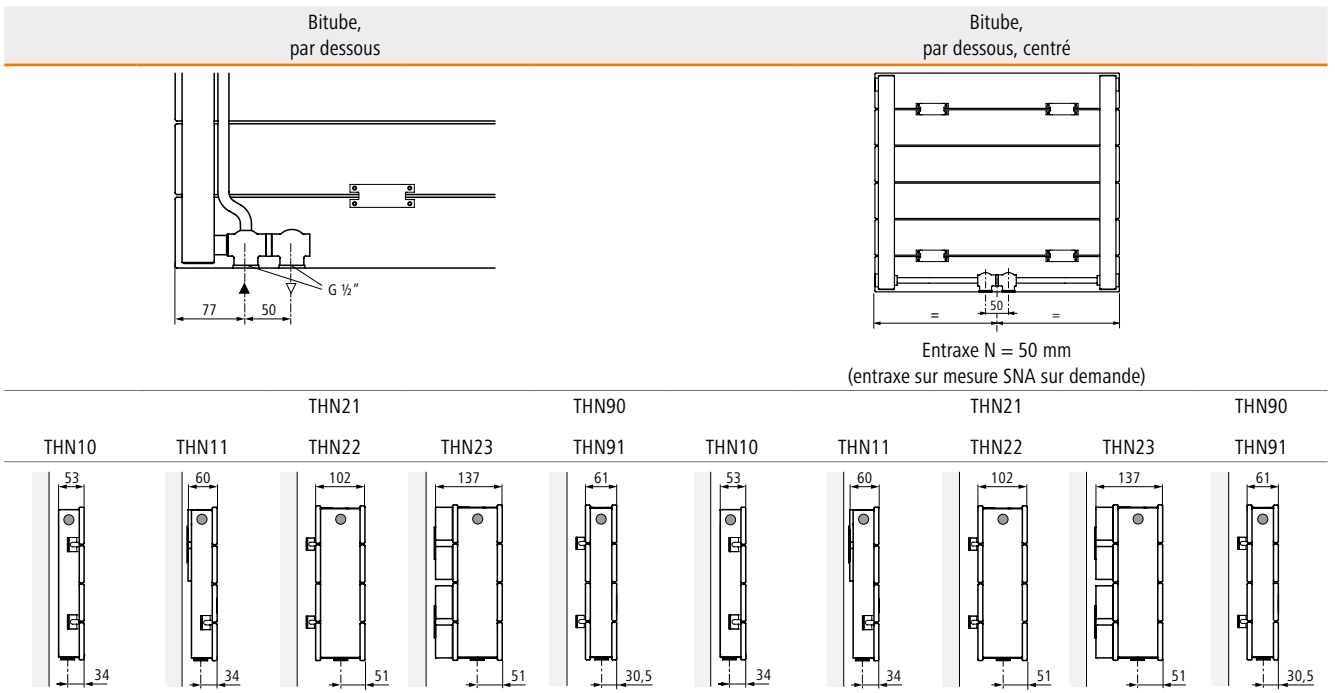 Bitube,
par dessous
Bitube,
par dessous, centré
G ½"
77
50
50
=
=
Entraxe N = 50 mm
(entraxe sur mesure SNA sur demande)
THN21
THN90
THN21
THN90
THN10
THN11
THN22
THN23
THN91
THN10
THN11
THN22
THN23
THN91
53
60
102
137
61
53
60
102
137
61
34
34
51
51
30,5
34
34
51
51
30,5